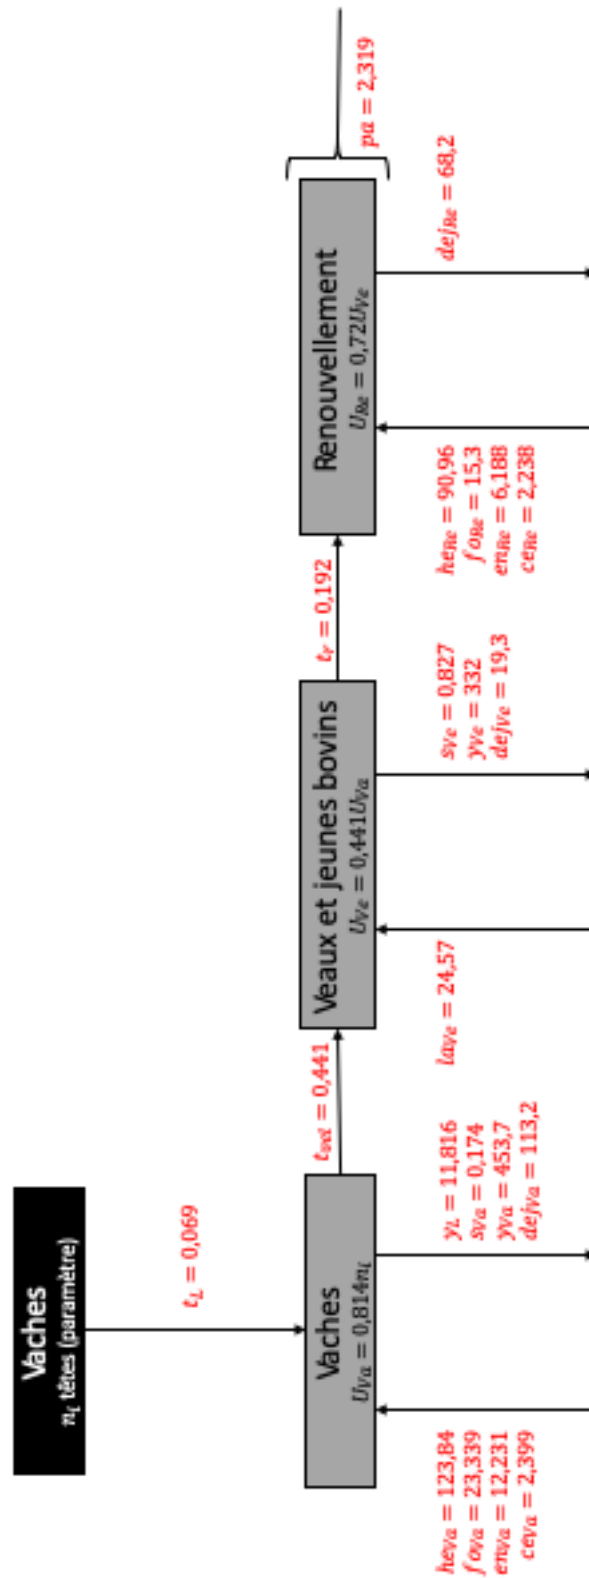 Vaches
n_l têtes (paramètre)
t_L = 0,069
Vaches
U_Va = 0,814n_l
he_Va = 123,84
fo_Va = 23,339
en_Va = 12,231
ce_Va = 2,399
y_L = 11,816
s_Va = 0,174
y_Va = 453,7
dej_Va = 113,2
t_vel = 0,441
Veaux et jeunes bovins
U_Ve = 0,441U_Va
la_Ve = 24,57
s_Ve = 0,827
y_Ve = 332
dej_Ve = 19,3
t_r = 0,192
Renouvellement
U_Re = 0,72U_Ve
he_Re = 90,96
fo_Re = 15,3
en_Re = 6,188
ce_Re = 2,238
dej_Re = 68,2
pa = 2,319